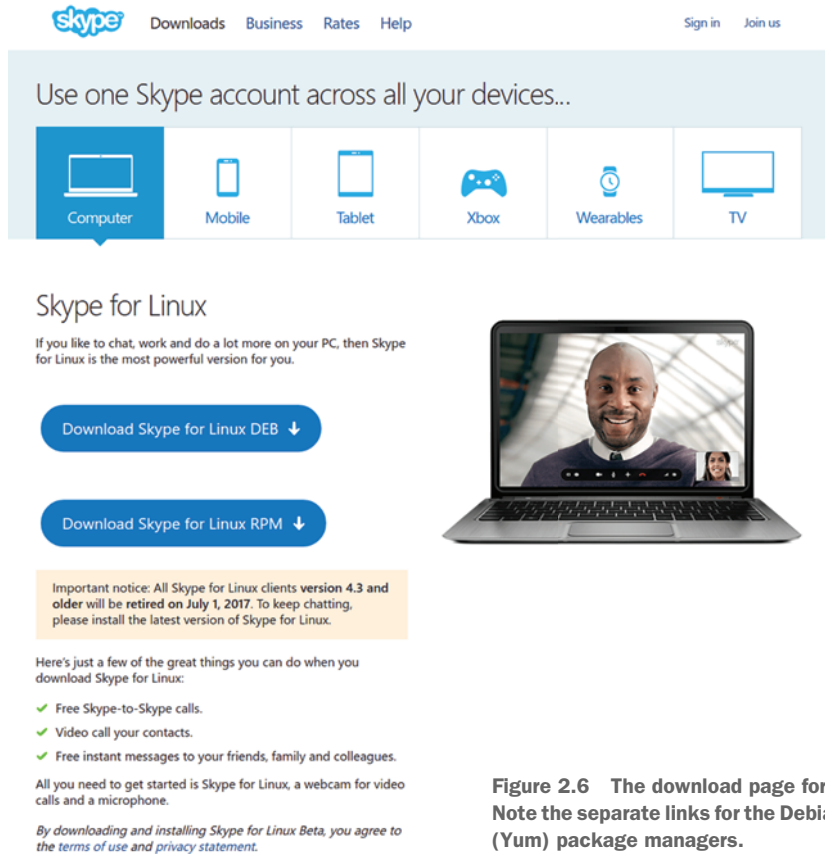 skype Downloads Business Rates Help Sign in Join us
Use one Skype account across all your devices...
Computer Mobile Tablet Xbox Wearables TV
Skype for Linux
If you like to chat, work and do a lot more on your PC, then Skype
for Linux is the most powerful version for you.
skype
Download Skype for Linux DEB
Download Skype for Linux RPM
Important notice: All Skype for Linux clients version 4.3 and
older will be retired on July 1, 2017. To keep chatting,
please install the latest version of Skype for Linux.
Here's just a few of the great things you can do when you
download Skype for Linux:
Free Skype-to-Skype calls.
Video call your contacts.
Free instant messages to your friends, family and colleagues.
All you need to get started is Skype for Linux, a webcam for video
calls and a microphone.
By downloading and installing Skype for Linux Beta, you agree to
the terms of use and privacy statement.
Figure 2.6 The download page for
Note the separate links for the Debia
(Yum) package managers.